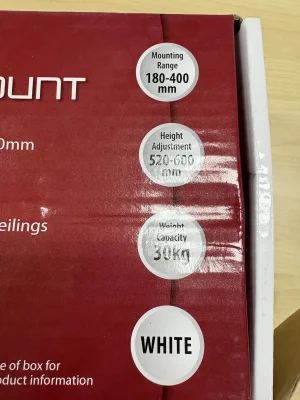 Mounting
Range
180-400
mm
OUNT
Height
Adjustment
520-600
mm
0mm
Weight
Capacity
30kg
eilings
WHITE
e of box for
oduct information